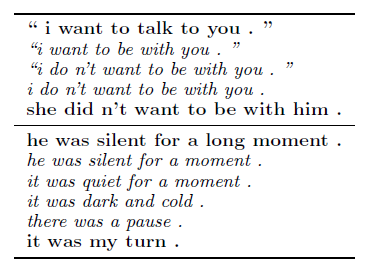 “ i want to talk to you . ”
“i want to be with you . ”
“i do n’t want to be with you . ”
i do n’t want to be with you .
she did n’t want to be with him .
he was silent for a long moment .
he was silent for a moment .
it was quiet for a moment .
it was dark and cold .
there was a pause .
it was my turn .